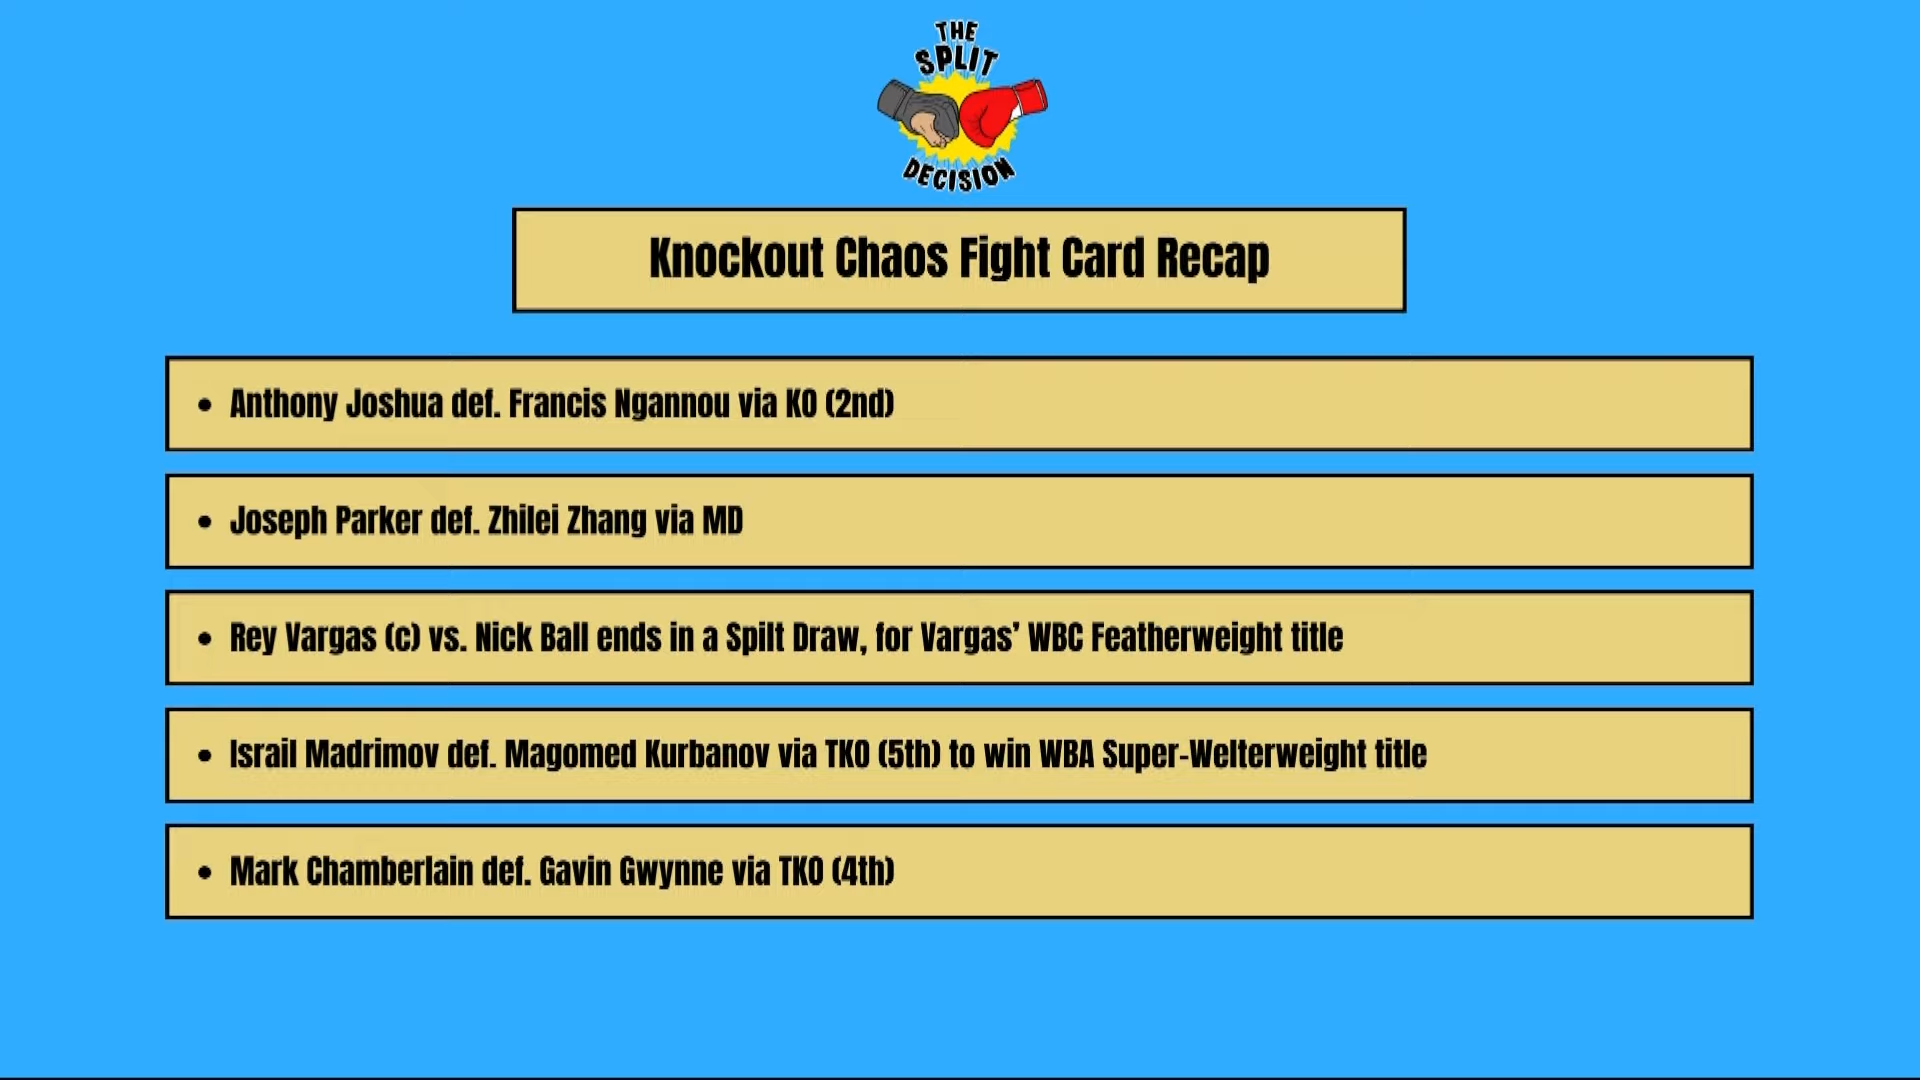 THE
SPLIT
DECISION
Knockout Chaos Fight Card Recap
• Anthony Joshua def. Francis Ngannou via KO (2nd)
• Joseph Parker def. Zhilei Zhang via MD
• Rey Vargas (c) vs. Nick Ball ends in a Spilt Draw, for Vargas’ WBC Featherweight title
• Israil Madrimov def. Magomed Kurbanov via TKO (5th) to win WBA Super-Welterweight title
• Mark Chamberlain def. Gavin Gwynne via TKO (4th)